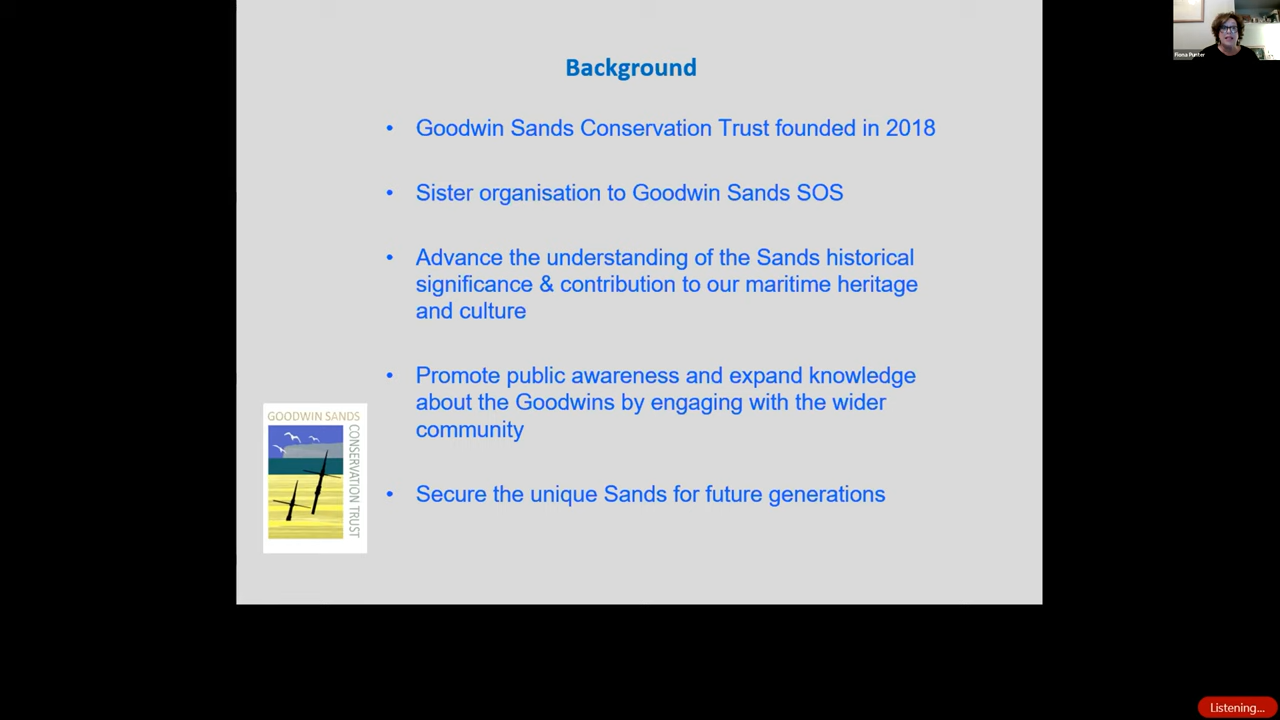 Background
• Goodwin Sands Conservation Trust founded in 2018
• Sister organisation to Goodwin Sands SOS
• Advance the understanding of the Sands historical
significance & contribution to our maritime heritage
and culture
• Promote public awareness and expand knowledge
about the Goodwins by engaging with the wider
community
• Secure the unique Sands for future generations
GOODWIN SANDS
CONSERVATION TRUST
Fiona Punter
Listening...